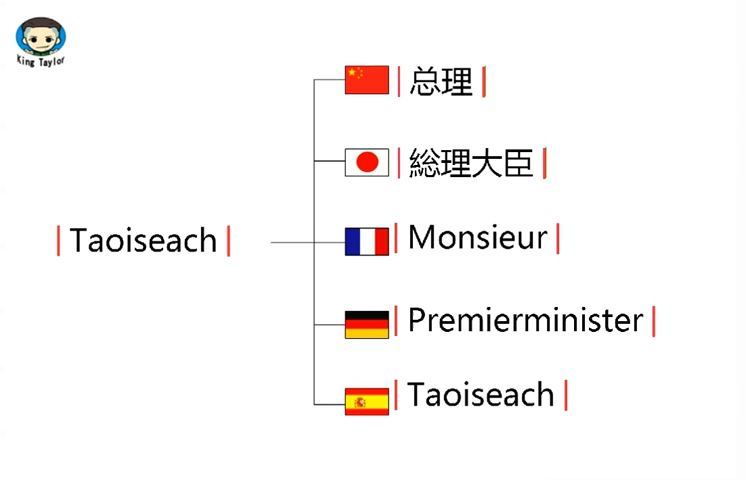 King Taylor
总理
総理大臣
Taoiseach
Monsieur
Premierminister
Taoiseach